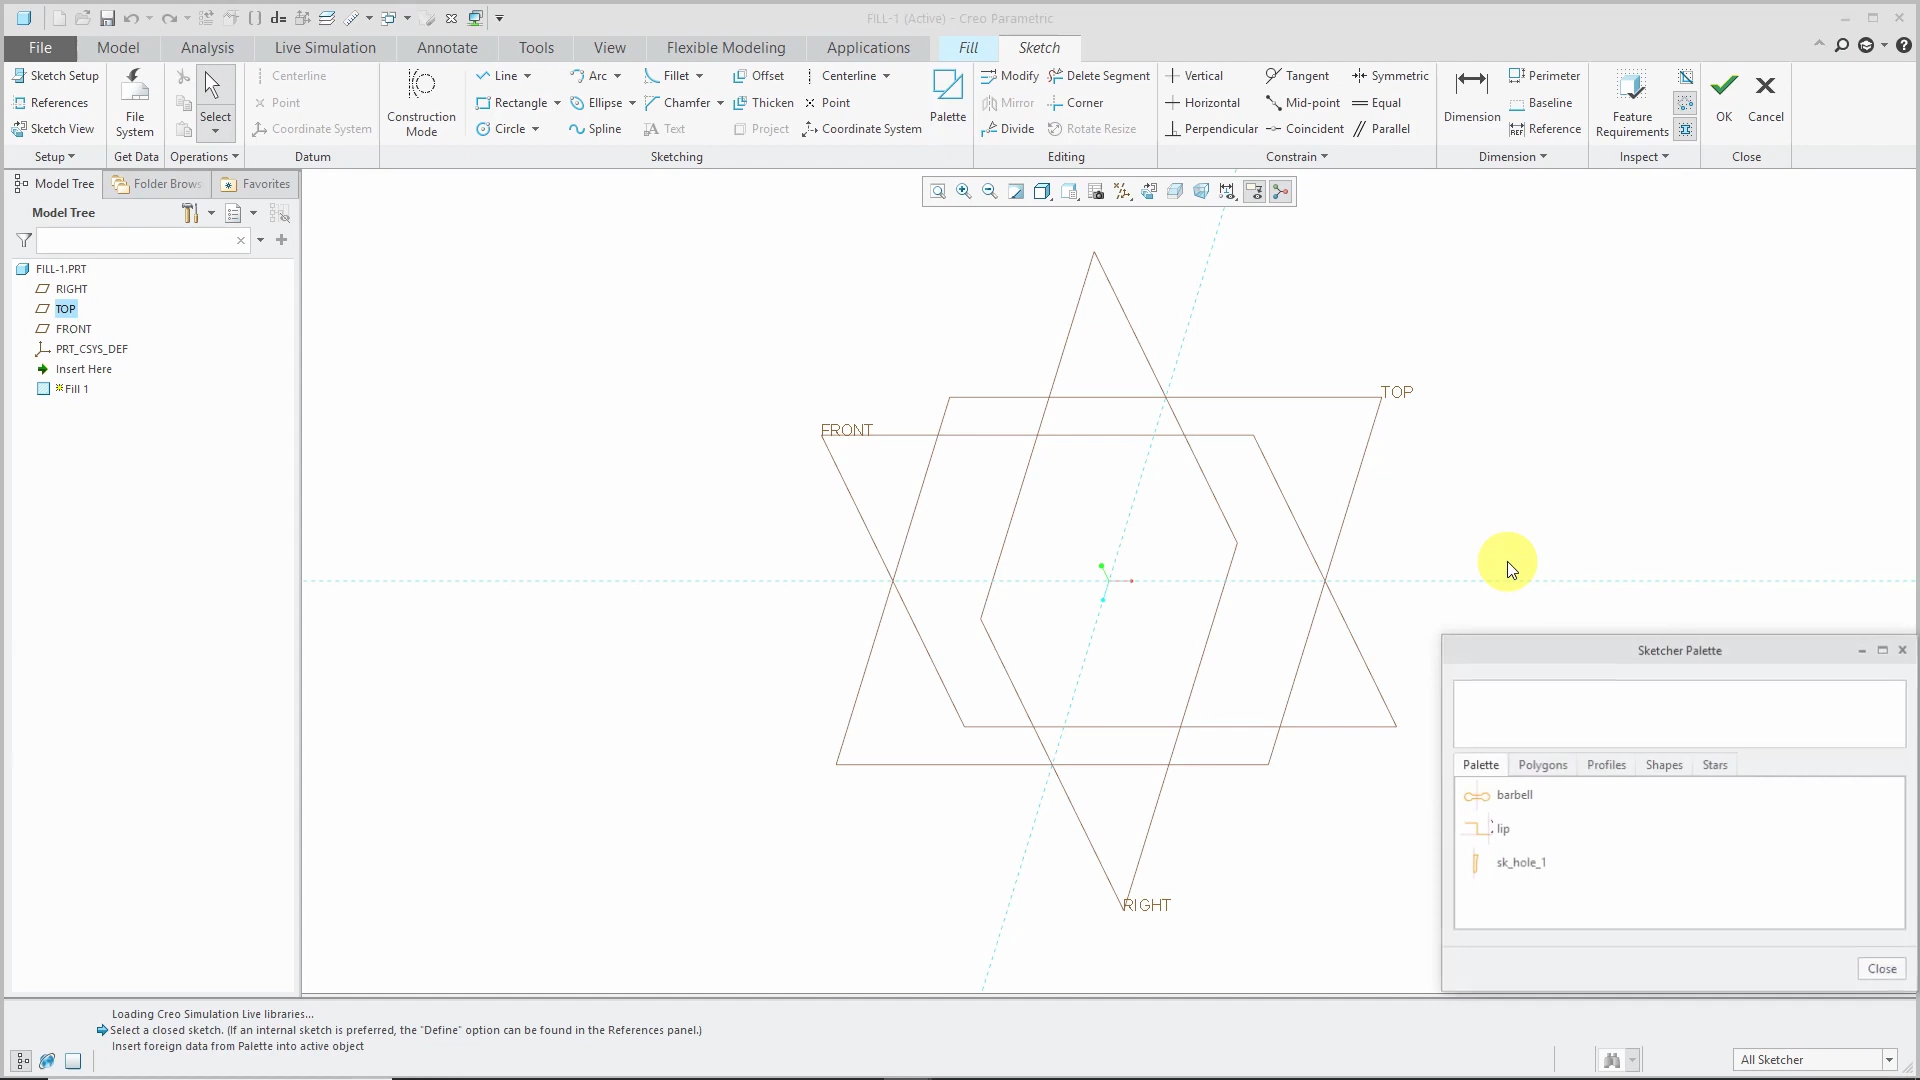 FILL-1 (Active) - Creo Parametric
File Model Analysis Live Simulation Annotate Tools View Flexible Modeling Applications Fill Sketch
Sketch Setup
References
Sketch View
Setup
File System
Get Data
Select
Operations
Centerline
Point
Coordinate System
Datum
Construction Mode
Line Arc Fillet Offset Centerline
Rectangle Ellipse Chamfer Thicken Point
Circle Spline Text Project Coordinate System
Palette
Sketching
Modify Delete Segment
Mirror Corner
Divide Rotate Resize
Editing
Vertical Tangent Symmetric
Horizontal Mid-point Equal
Perpendicular Coincident Parallel
Constrain
Dimension
Perimeter
Baseline
REF Reference
Dimension
Feature Requirements
Inspect
OK
Cancel
Close
Model Tree Folder Brows Favorites
Model Tree
FILL-1.PRT
RIGHT
TOP
FRONT
PRT_CSYS_DEF
Insert Here
Fill 1
TOP
FRONT
RIGHT
Sketcher Palette
Palette Polygons Profiles Shapes Stars
barbell
lip
sk_hole_1
Close
Loading Creo Simulation Live libraries...
Select a closed sketch. (If an internal sketch is preferred, the "Define" option can be found in the References panel.)
Insert foreign data from Palette into active object
All Sketcher